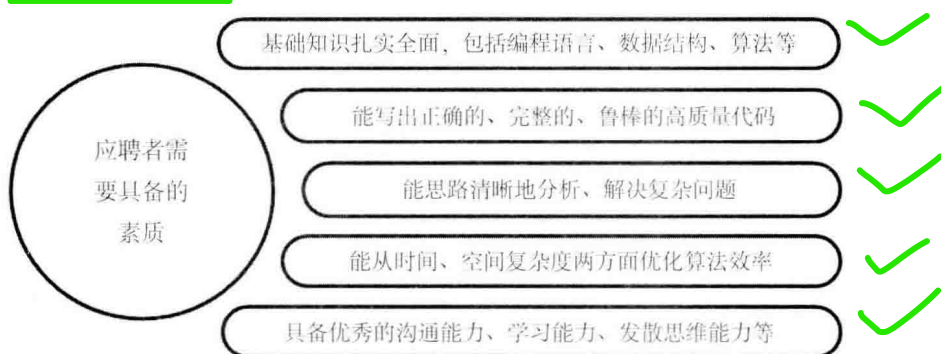 基础知识扎实全面，包括编程语言、数据结构、算法等
能写出正确的、完整的、鲁棒的高质量代码
应聘者需
要具备的
素质
能思路清晰地分析、解决复杂问题
能从时间、空间复杂度两方面优化算法效率
具备优秀的沟通能力、学习能力、发散思维能力等